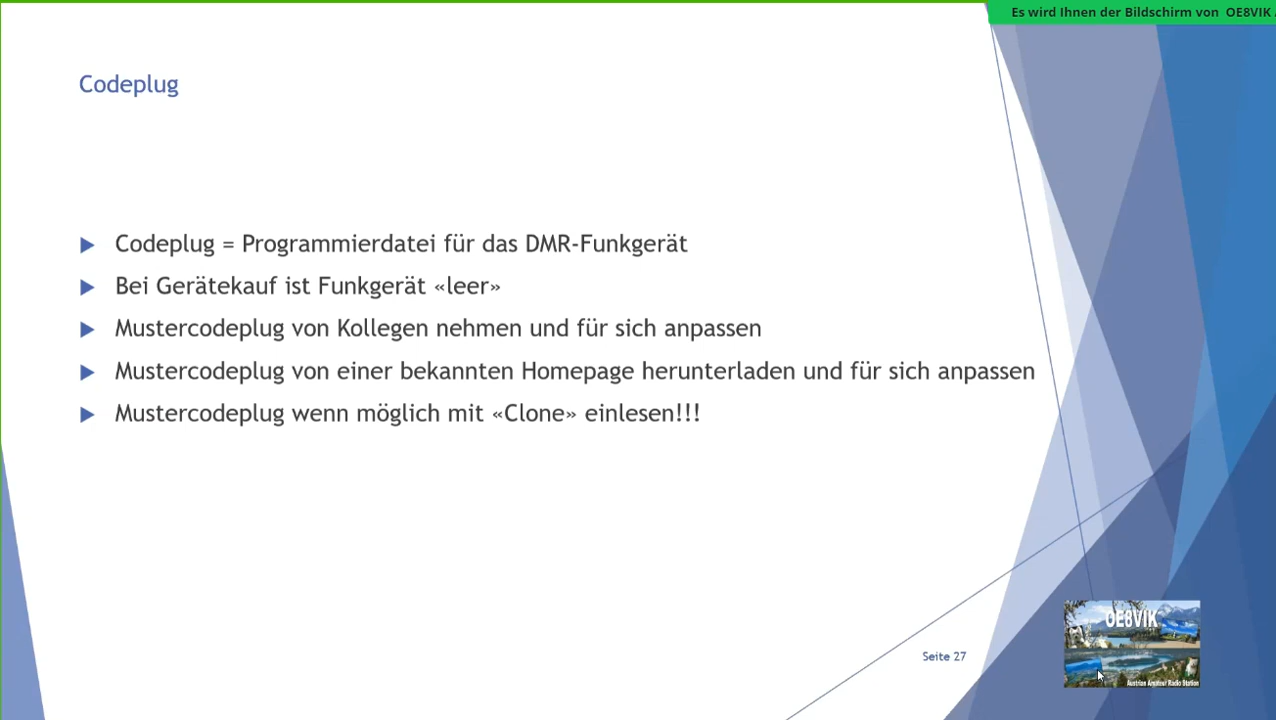 Es wird Ihnen der Bildschirm von OE8VIK
Codeplug
Codeplug = Programmierdatei für das DMR-Funkgerät
Bei Gerätekauf ist Funkgerät «leer»
Mustercodeplug von Kollegen nehmen und für sich anpassen
Mustercodeplug von einer bekannten Homepage herunterladen und für sich anpassen
Mustercodeplug wenn möglich mit «Clone» einlesen!!!
Seite 27
OE8VIK
Austrian Amateur Radio Station